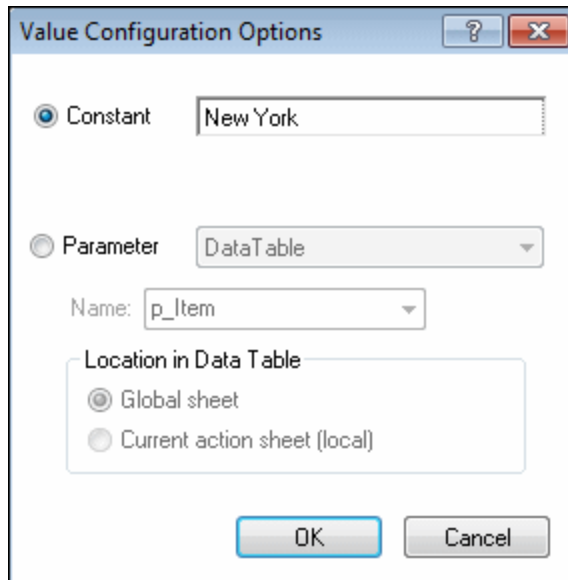 Value Configuration Options ?
Constant New York
Parameter DataTable
Name: p_Item
Location in Data Table
Global sheet
Current action sheet (local)
OK Cancel